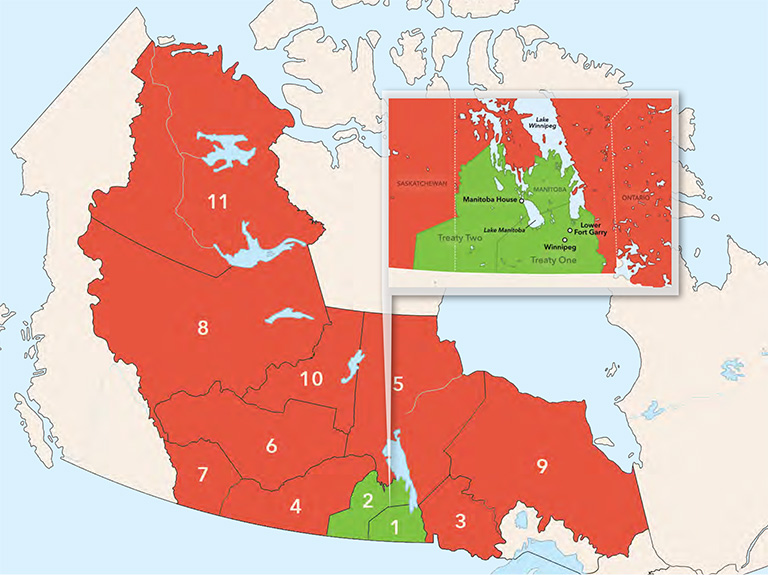 Lake
Winnipeg
SASKATCHEWAN
MANITOBA
ONTARIO
Manitoba House
Lake Manitoba
Lower
Fort Garry
Treaty Two
Winnipeg
Treaty One
11
8
10
5
6
9
7
4
2
1
3